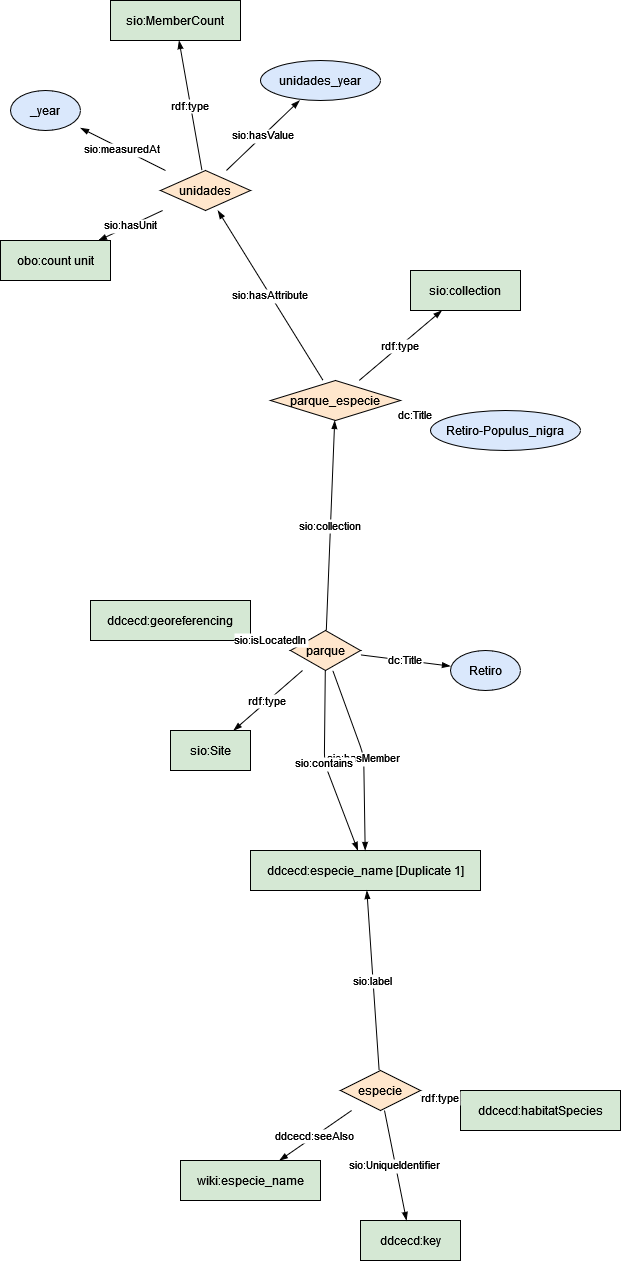 sio:MemberCount
unidades_year
_year
rdf:type
sio:hasValue
sio:measuredAt
unidades
sio:hasUnit
obo:count unit
sio:collection
sio:hasAttribute
rdf:type
parque_especie
dc:Title
Retiro-Populus_nigra
sio:collection
ddcecd:georeferencing
sio:isLocatedIn
parque
dc:Title
Retiro
rdf:type
sio:Site
sio:hasMember
sio:contains
ddcecd:especie_name [Duplicate 1]
sio:label
especie
rdf:type
ddcecd:habitatSpecies
ddcecd:seeAlso
sio:UniqueIdentifier
wiki:especie_name
ddcecd:key